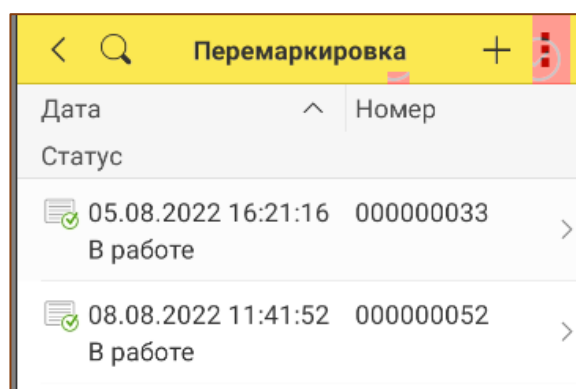 Перемаркировка
Дата Номер
Статус
05.08.2022 16:21:16 000000033
В работе
08.08.2022 11:41:52 000000052
В работе